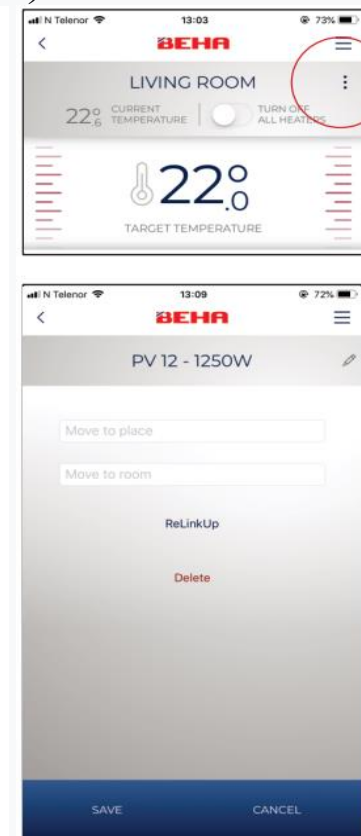 N Telenor 13:03 73%
BEHA
LIVING ROOM
22°6 CURRENT TEMPERATURE TURN OFF ALL HEATERS
22°.0
TARGET TEMPERATURE
N Telenor 13:09 72%
BEHA
PV 12 - 1250W
Move to place
Move to room
ReLinkUp
Delete
SAVE CANCEL